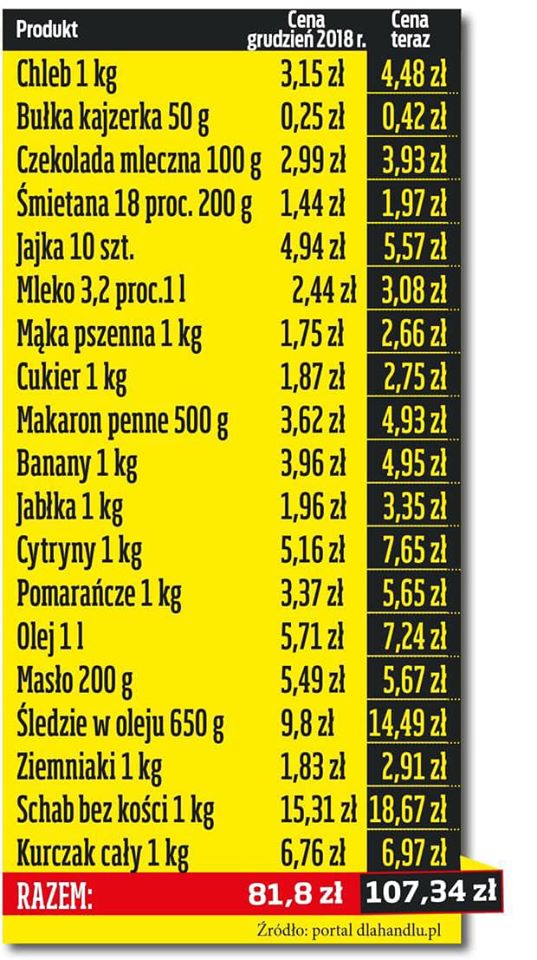 Produkt Cena grudzień 2018 r. Cena teraz
Chleb 1 kg 3,15 zł 4,48 zł
Bułka kajzerka 50 g 0,25 zł 0,42 zł
Czekolada mleczna 100 g 2,99 zł 3,93 zł
Śmietana 18 proc. 200 g 1,44 zł 1,97 zł
Jajka 10 szt. 4,94 zł 5,57 zł
Mleko 3,2 proc.1 l 2,44 zł 3,08 zł
Mąka pszenna 1 kg 1,75 zł 2,66 zł
Cukier 1 kg 1,87 zł 2,75 zł
Makaron penne 500 g 3,62 zł 4,93 zł
Banany 1 kg 3,96 zł 4,95 zł
Jabłka 1 kg 1,96 zł 3,35 zł
Cytryny 1 kg 5,16 zł 7,65 zł
Pomarańcze 1 kg 3,37 zł 5,65 zł
Olej 1 l 5,71 zł 7,24 zł
Masło 200 g 5,49 zł 5,67 zł
Śledzie w oleju 650 g 9,8 zł 14,49 zł
Ziemniaki 1 kg 1,83 zł 2,91 zł
Schab bez kości 1 kg 15,31 zł 18,67 zł
Kurczak cały 1 kg 6,76 zł 6,97 zł
RAZEM: 81,8 zł 107,34 zł
Źródło: portal dlahandlu.pl